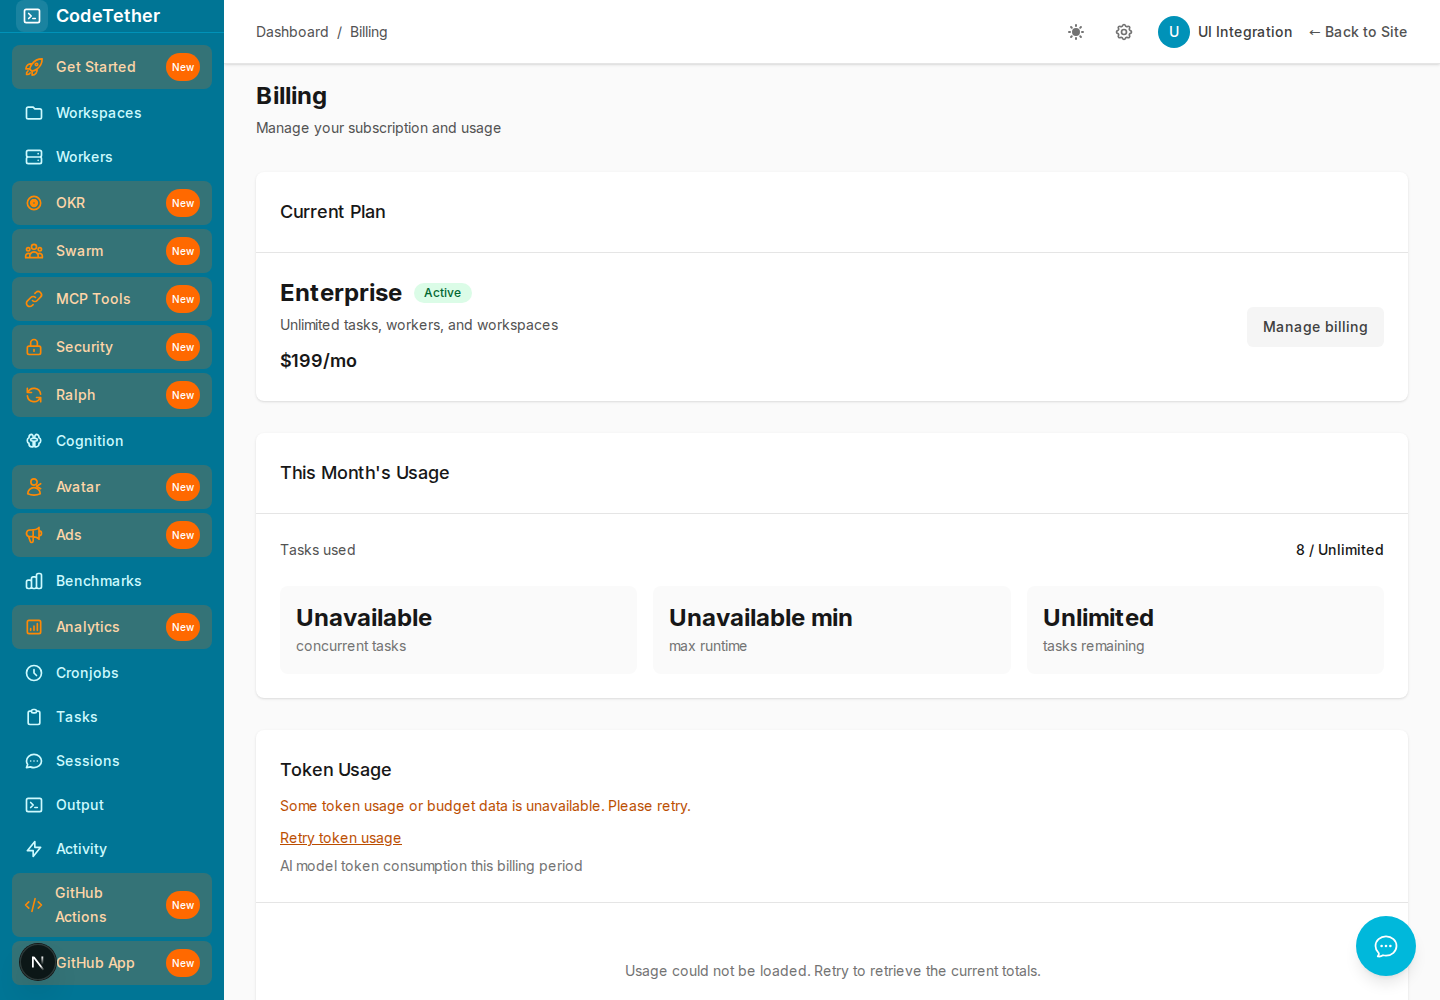 CodeTether
Get Started New
Workspaces
Workers
OKR New
Swarm New
MCP Tools New
Security New
Ralph New
Cognition
Avatar New
Ads New
Benchmarks
Analytics New
Cronjobs
Tasks
Sessions
Output
Activity
GitHub
Actions New
N GitHub App New
Dashboard / Billing
U UI Integration ← Back to Site
Billing
Manage your subscription and usage
Current Plan
Enterprise Active
Unlimited tasks, workers, and workspaces
$199/mo
Manage billing
This Month's Usage
Tasks used 8 / Unlimited
Unavailable
concurrent tasks
Unavailable min
max runtime
Unlimited
tasks remaining
Token Usage
Some token usage or budget data is unavailable. Please retry.
Retry token usage
AI model token consumption this billing period
Usage could not be loaded. Retry to retrieve the current totals.